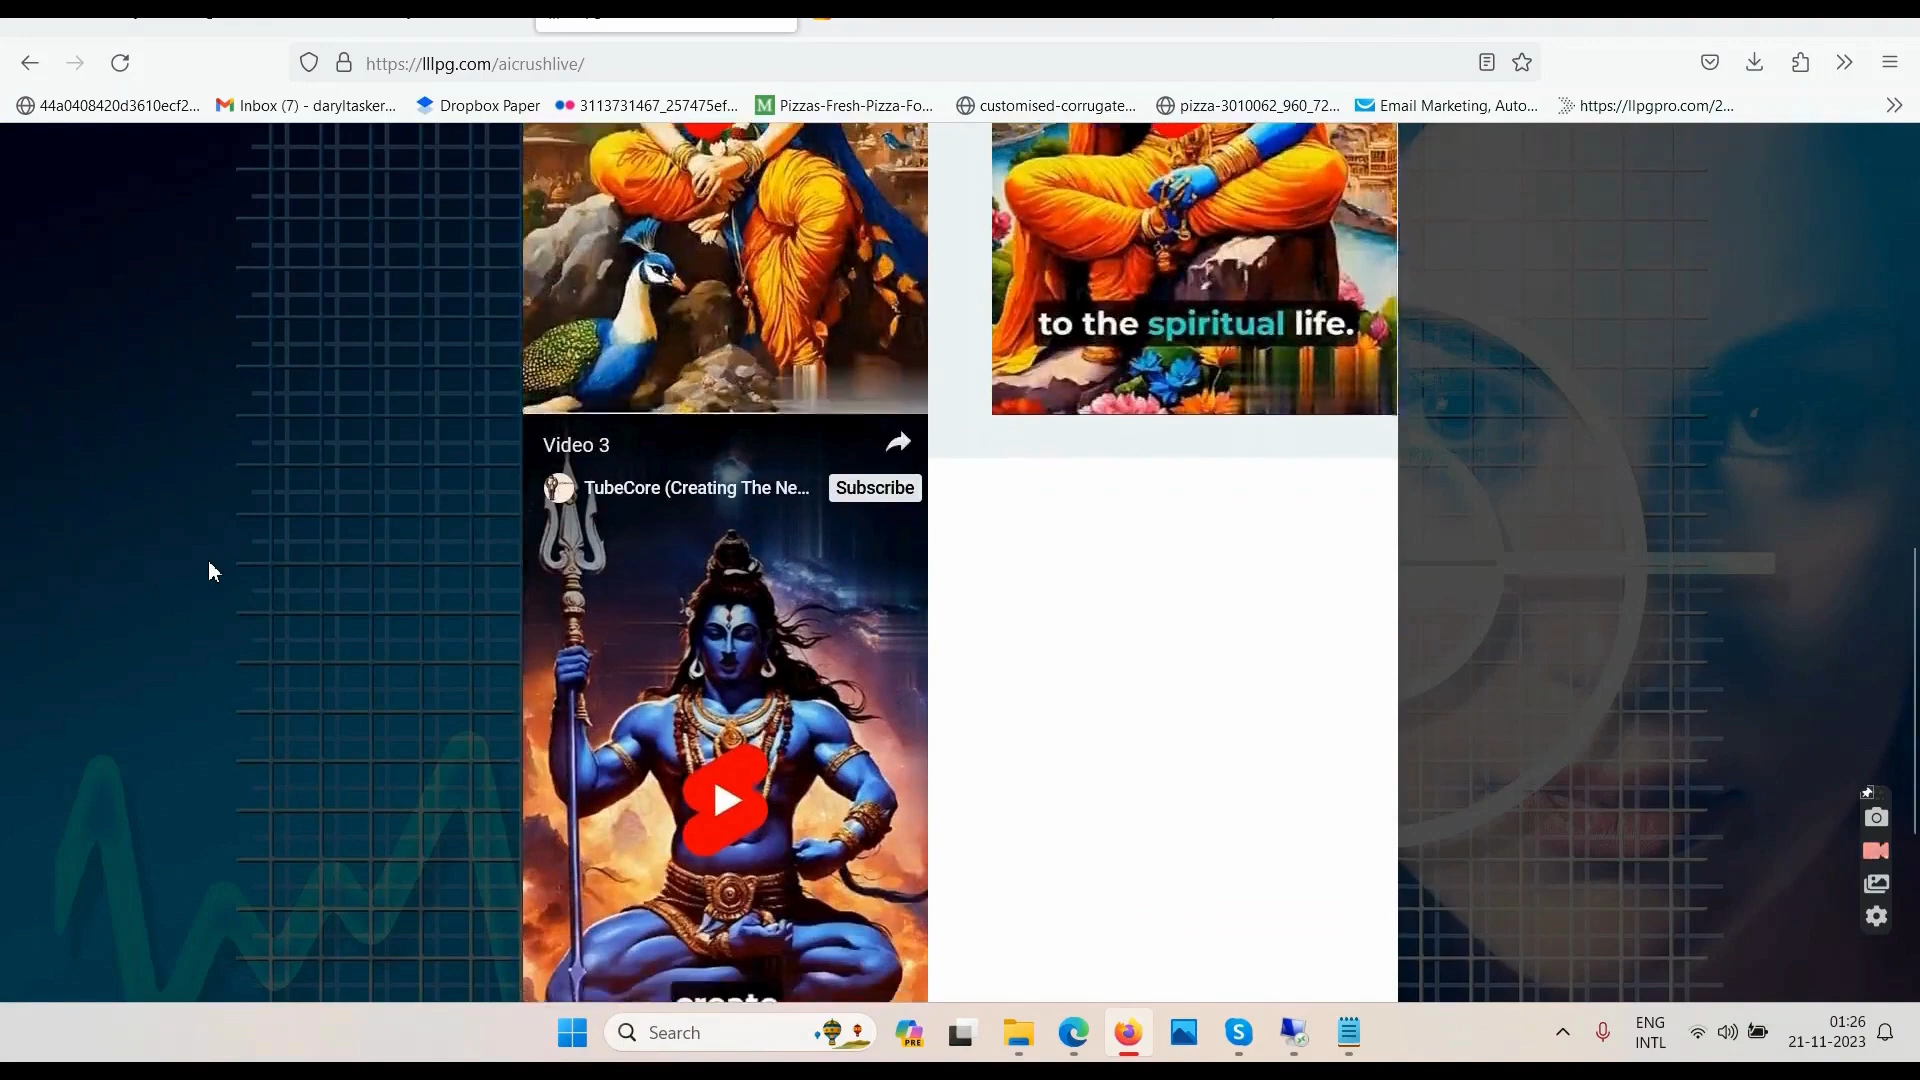 https://lllpg.com/aicrushlive/
44a0408420d3610ecf2...
Inbox (7) - daryltasker...
Dropbox Paper
3113731467_257475ef...
M
Pizzas-Fresh-Pizza-Fo...
customised-corrugate...
pizza-3010062_960_72...
Email Marketing, Auto...
https://llpgpro.com/2...
to the spiritual life.
Video 3
TubeCore (Creating The Ne...
Subscribe
create
Search
PRE
ENG
INTL
01:26
21-11-2023